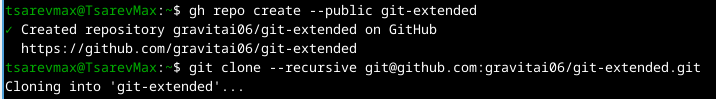 tsarevmax@TsarevMax:~$ gh repo create --public git-extended
✓ Created repository gravitai06/git-extended on GitHub
  https://github.com/gravitai06/git-extended
tsarevmax@TsarevMax:~$ git clone --recursive git@github.com:gravitai06/git-extended.git
Cloning into 'git-extended'...